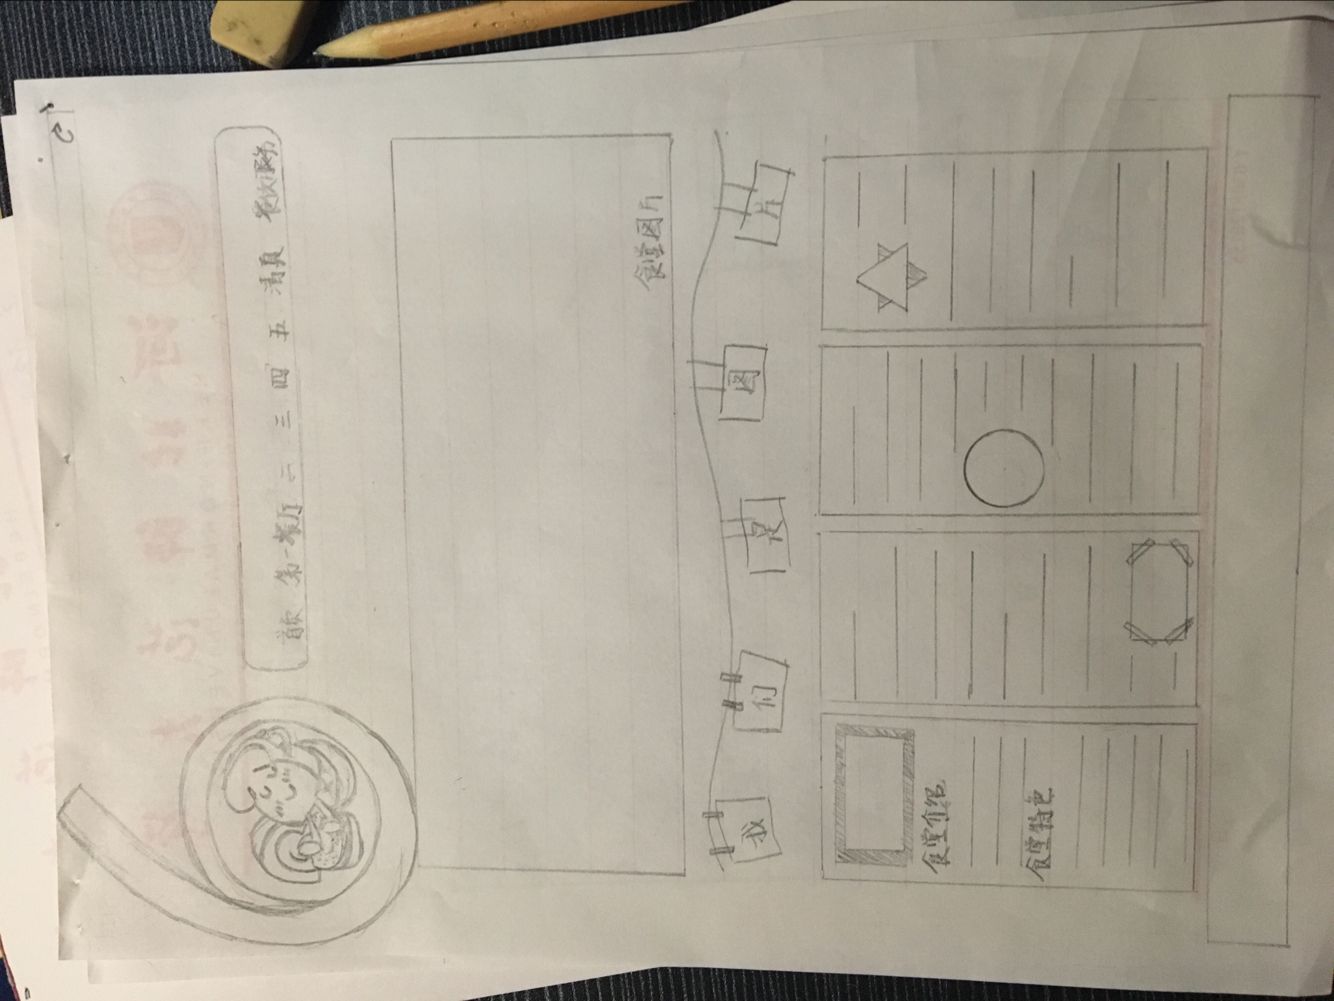 首页 第一餐厅 二 三 四 五 清真 餐饮服务
食堂图片
我 们 是 图 片
食堂介绍
食堂特色